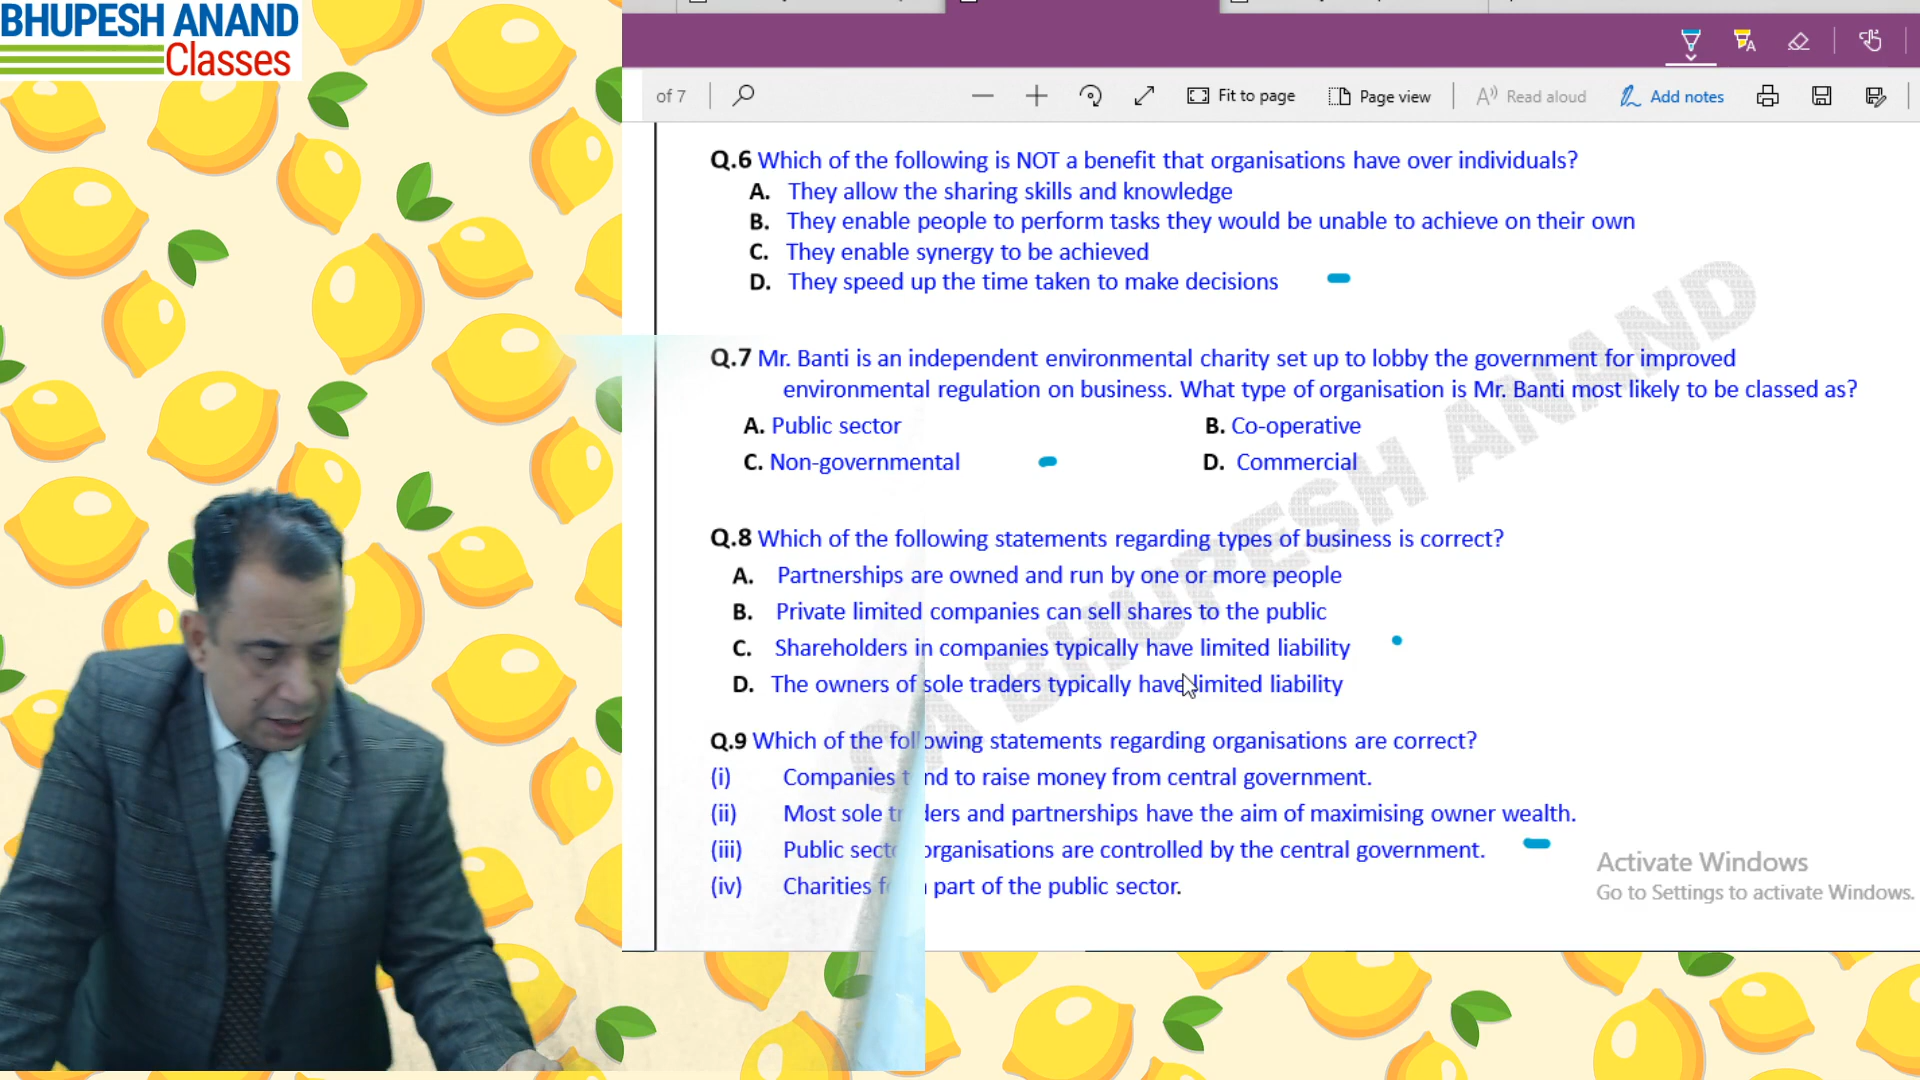 BHUPESH ANAND
Classes
of 7
Fit to page
Page view
Read aloud
Add notes
Q.6 Which of the following is NOT a benefit that organisations have over individuals?
A. They allow the sharing skills and knowledge
B. They enable people to perform tasks they would be unable to achieve on their own
C. They enable synergy to be achieved
D. They speed up the time taken to make decisions
Q.7 Mr. Banti is an independent environmental charity set up to lobby the government for improved
environmental regulation on business. What type of organisation is Mr. Banti most likely to be classed as?
A. Public sector B. Co-operative
C. Non-governmental D. Commercial
Q.8 Which of the following statements regarding types of business is correct?
A. Partnerships are owned and run by one or more people
B. Private limited companies can sell shares to the public
C. Shareholders in companies typically have limited liability
D. The owners of sole traders typically have limited liability
Q.9 Which of the following statements regarding organisations are correct?
(i) Companies tend to raise money from central government.
(ii) Most sole traders and partnerships have the aim of maximising owner wealth.
(iii) Public sector organisations are controlled by the central government.
(iv) Charities form part of the public sector.
CA BHUPESH ANAND
Activate Windows
Go to Settings to activate Windows.